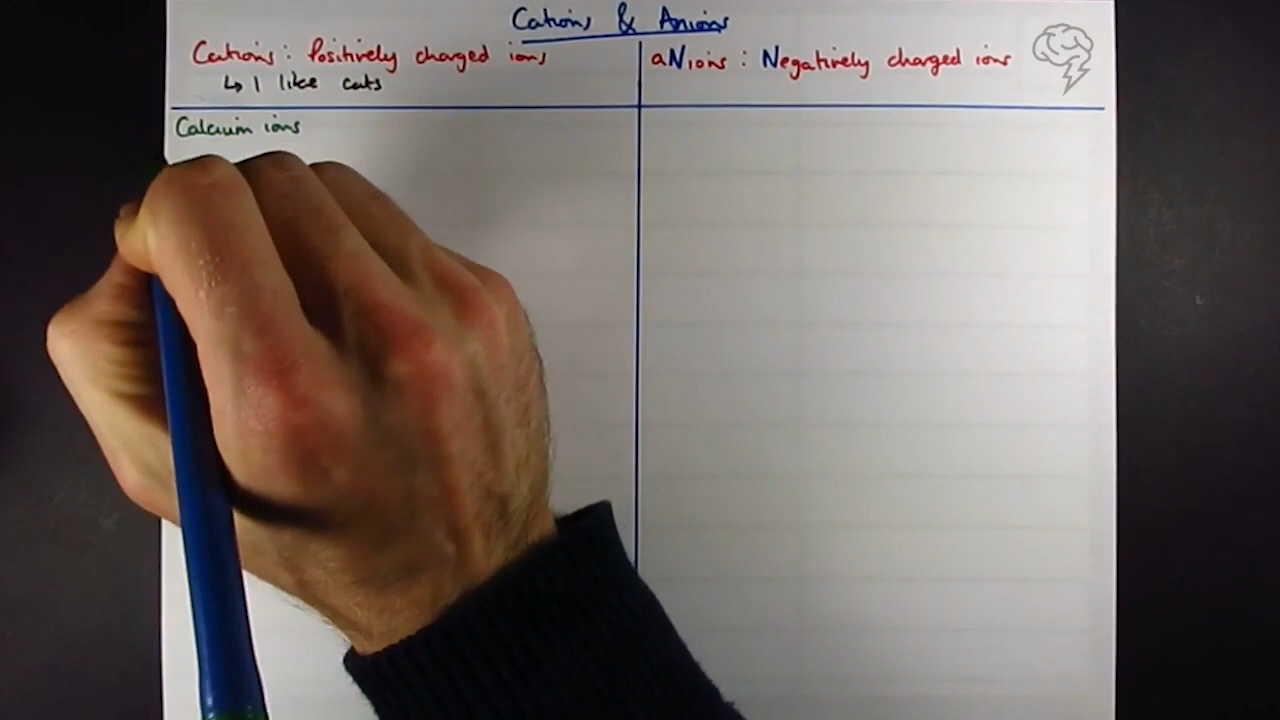 Cations & Anions
Cations : Positively charged ions
↳ I like cats
aNions : Negatively charged ions
Calcium ions